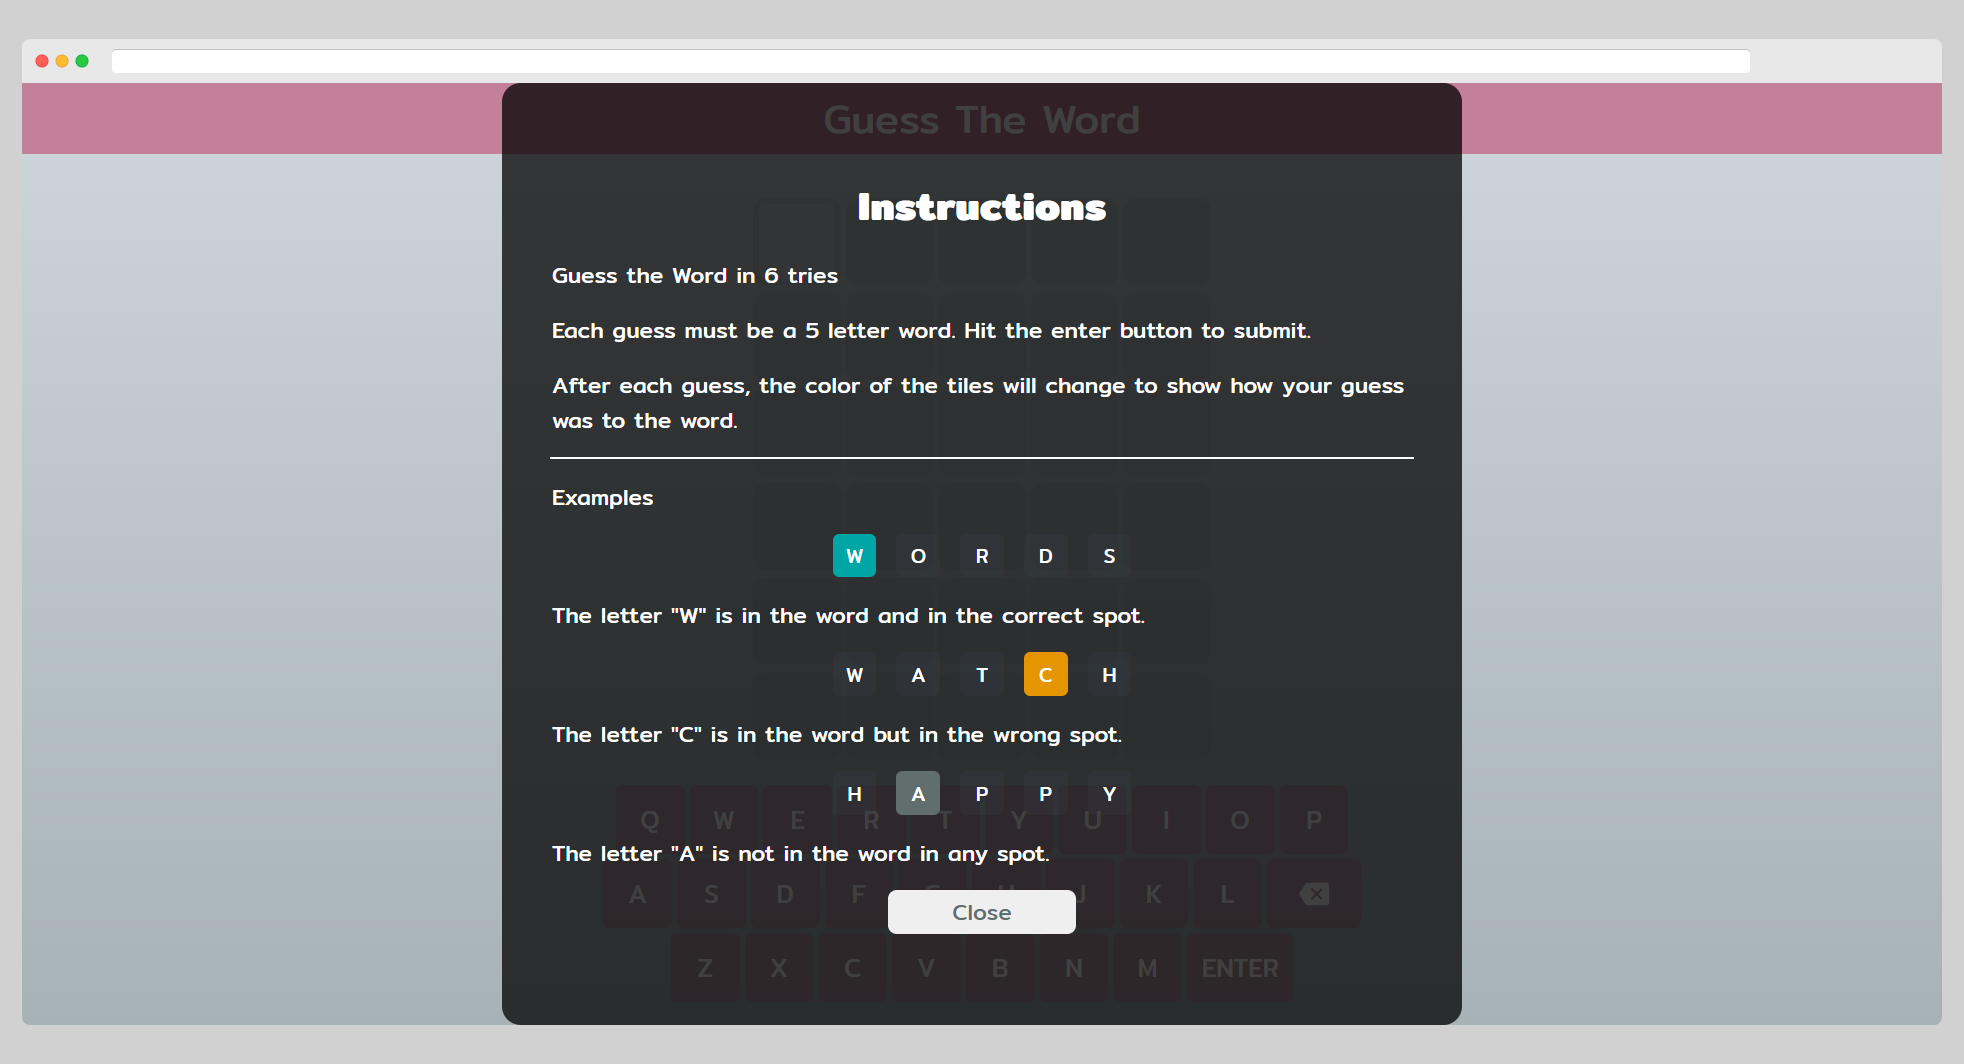 Guess The Word
Instructions
Guess the Word in 6 tries
Each guess must be a 5 letter word. Hit the enter button to submit.
After each guess, the color of the tiles will change to show how your guess
was to the word.
Examples
W O R D S
The letter "W" is in the word and in the correct spot.
W A T C H
The letter "C" is in the word but in the wrong spot.
H A P P Y
Q W E R T Y U I O P
The letter "A" is not in the word in any spot.
A S D F G H J K L
Close
Z X C V B N M ENTER